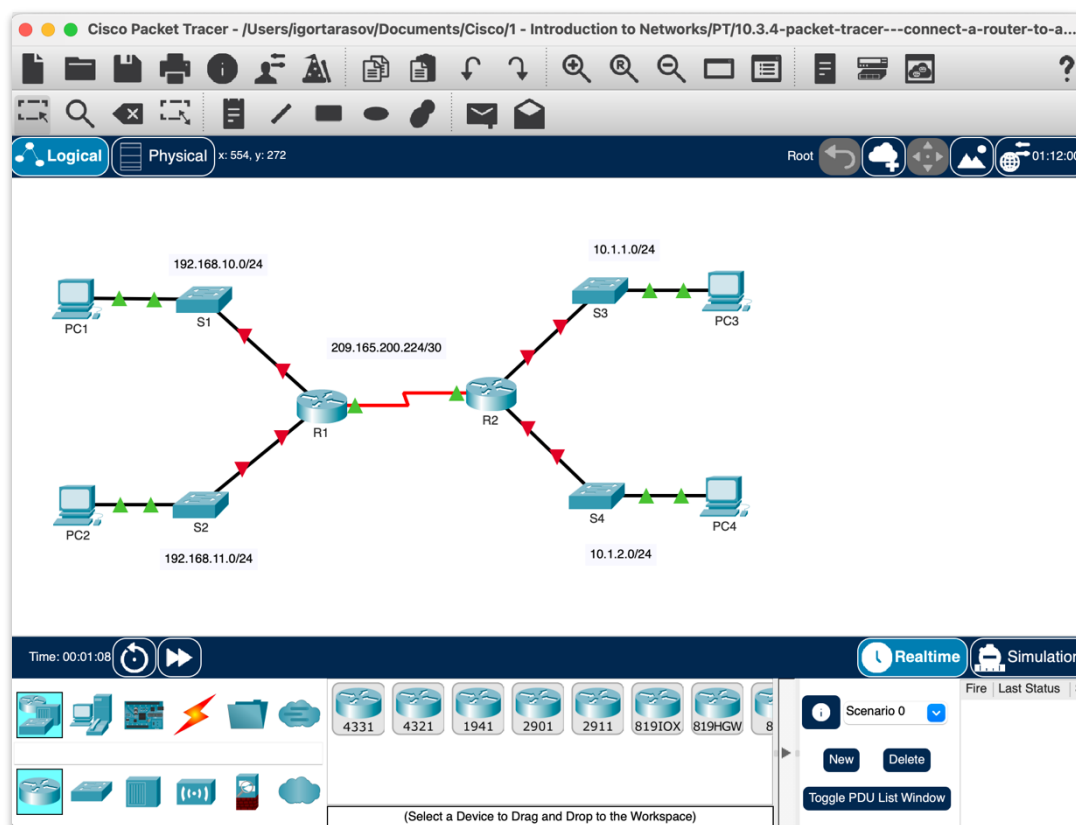 Cisco Packet Tracer - /Users/igortarasov/Documents/Cisco/1 - Introduction to Networks/PT/10.3.4-packet-tracer---connect-a-router-to-a...
?
Logical
Physical
x: 554, y: 272
Root
01:12:00
192.168.10.0/24
10.1.1.0/24
PC1
S1
S3
PC3
209.165.200.224/30
R1
R2
PC2
S2
S4
PC4
192.168.11.0/24
10.1.2.0/24
Time: 00:01:08
Realtime
Simulation
4331
4321
1941
2901
2911
819IOX
819HGW
8
(Select a Device to Drag and Drop to the Workspace)
Scenario 0
New
Delete
Toggle PDU List Window
Fire
Last Status